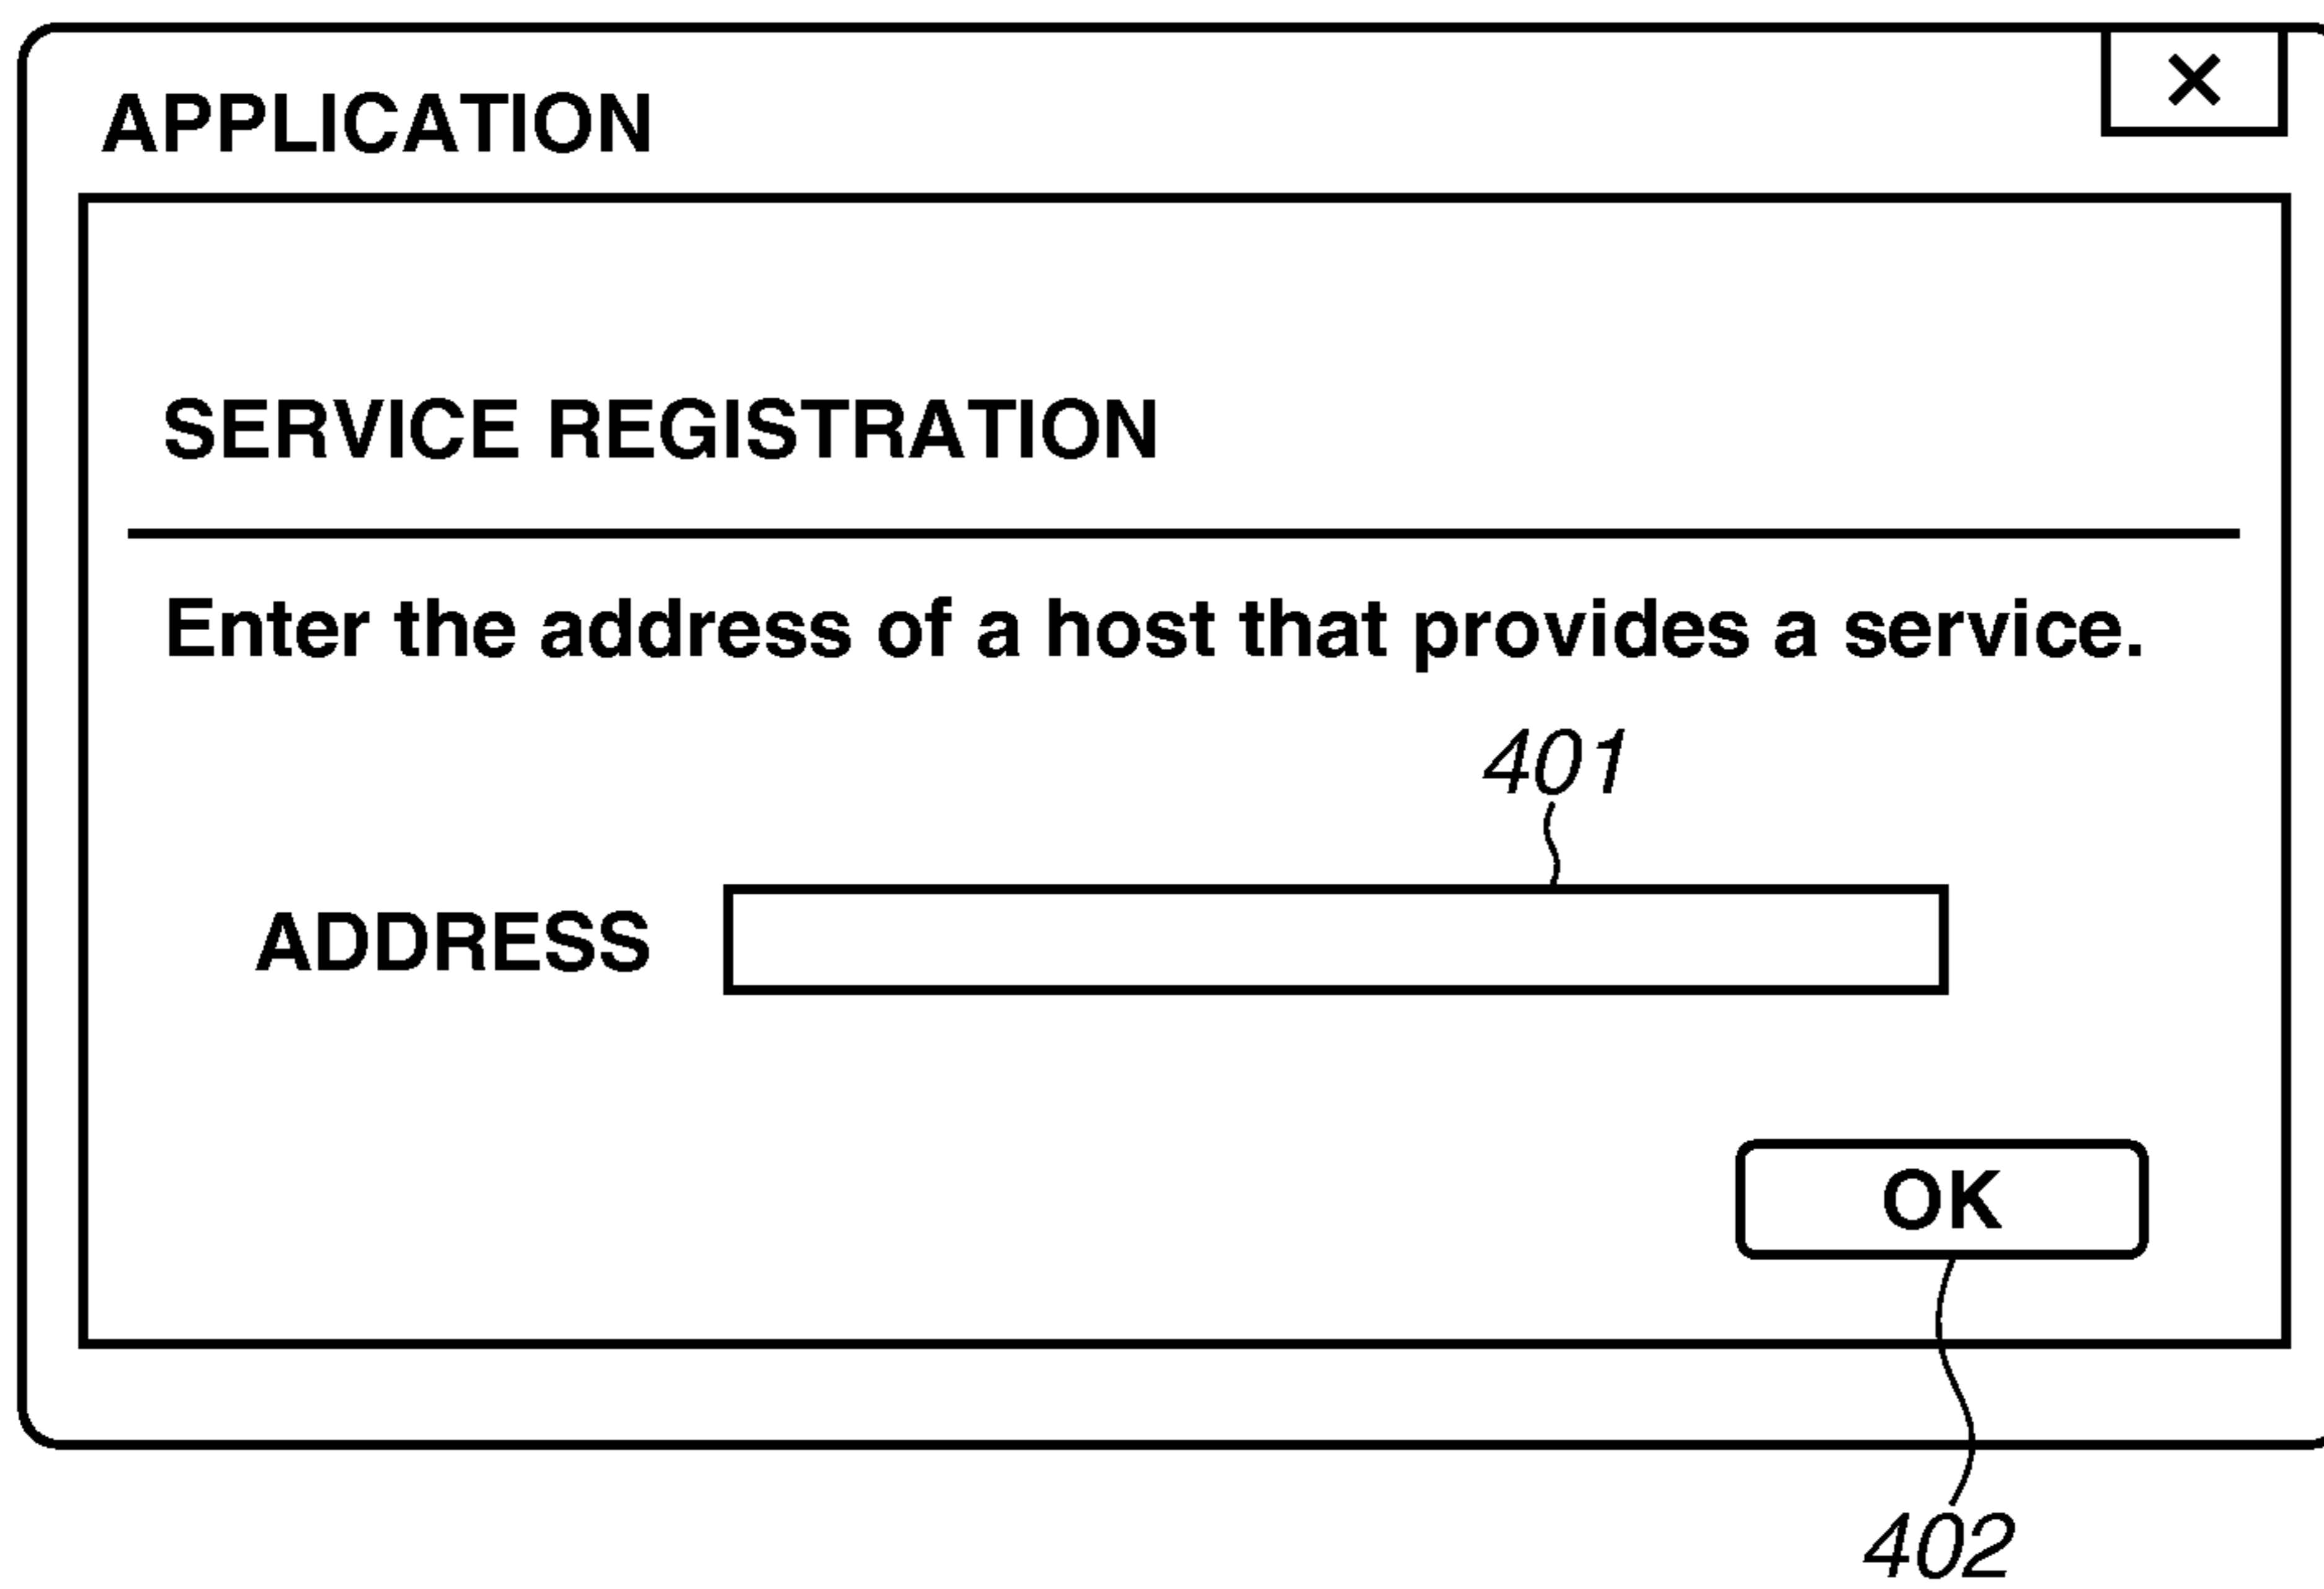 APPLICATION
×
SERVICE REGISTRATION
Enter the address of a host that provides a service.
401
ADDRESS
OK
402